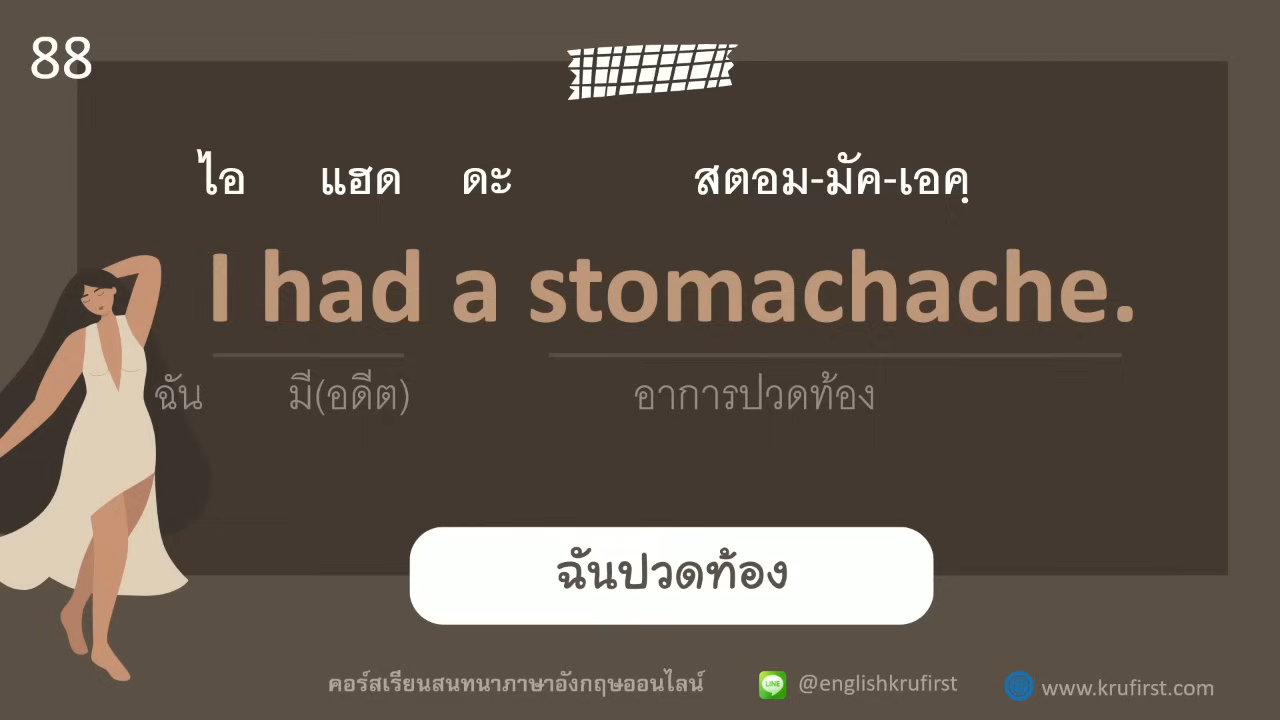 88
ไอ แฮด ดะ สตอม-มัค-เอคฺ
I had a stomachache.
ฉัน มี(อดีต) อาการปวดท้อง
ฉันปวดท้อง
คอร์สเรียนสนทนาภาษาอังกฤษออนไลน์ LINE @englishkrufirst www.krufirst.com